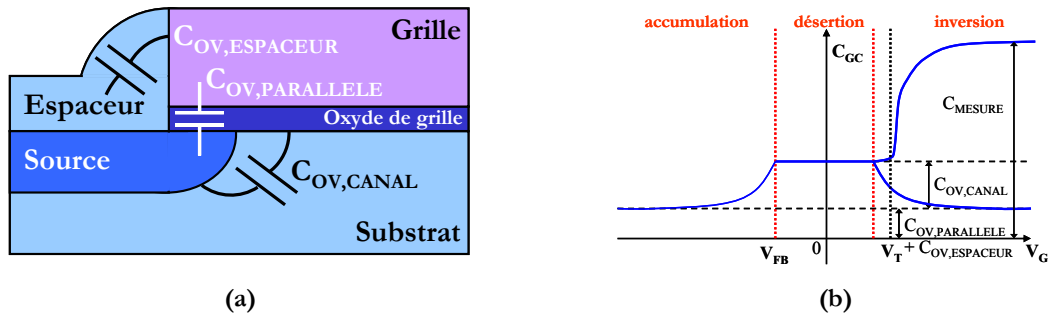 C_OV,ESPACEUR
Grille
C_OV,PARALLELE
Espaceur
Oxyde de grille
Source
C_OV,CANAL
Substrat
(a)
accumulation désertion inversion
C_GC
C_MESURE
C_OV,CANAL
C_OV,PARALLELE
+ C_OV,ESPACEUR
V_FB 0 V_T V_G
(b)